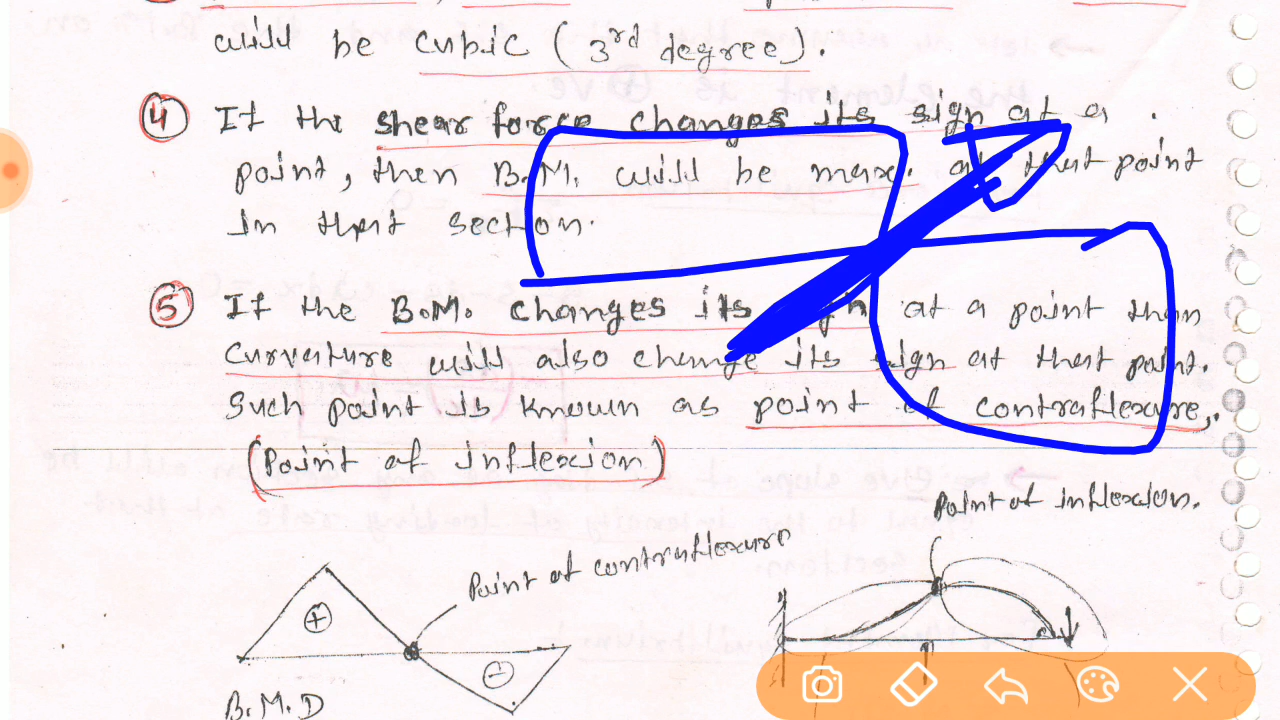 will be cubic (3rd degree).
④ If the shear force changes its sign at a
point, then B.M. will be max. at that point
in that section.
⑤ If the B.M. changes its sign at a point than
curvature will also change its sign at that point.
Such point is known as point of contraflexure,.
(Point of inflexion)
Point of inflexion.
Point of contraflexure
+
-
B.M.D